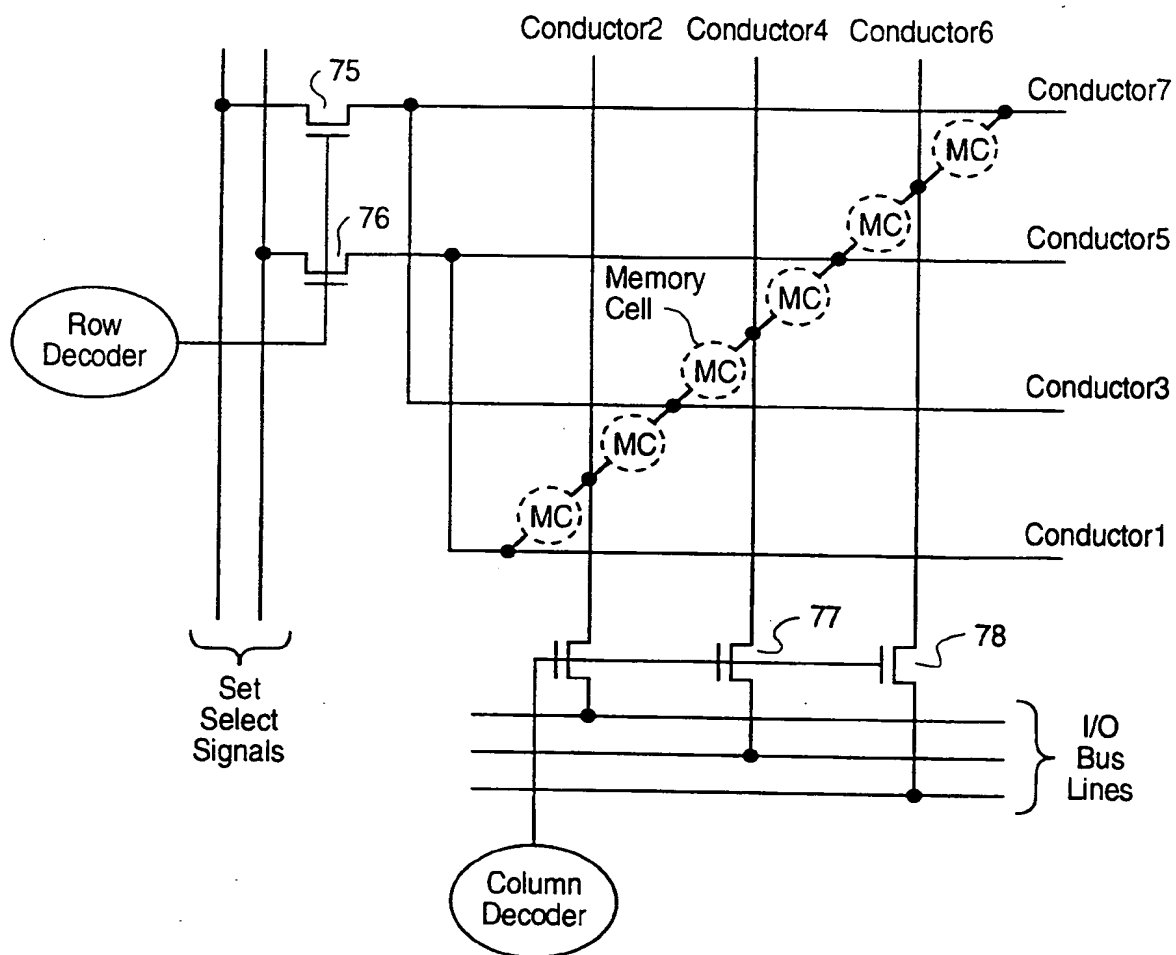 Conductor2 Conductor4 Conductor6
75
Conductor7
MC
76
MC
Conductor5
Memory
Cell
MC
Row
Decoder
MC
Conductor3
MC
MC
Conductor1
77
78
Set
Select
Signals
I/O
Bus
Lines
Column
Decoder